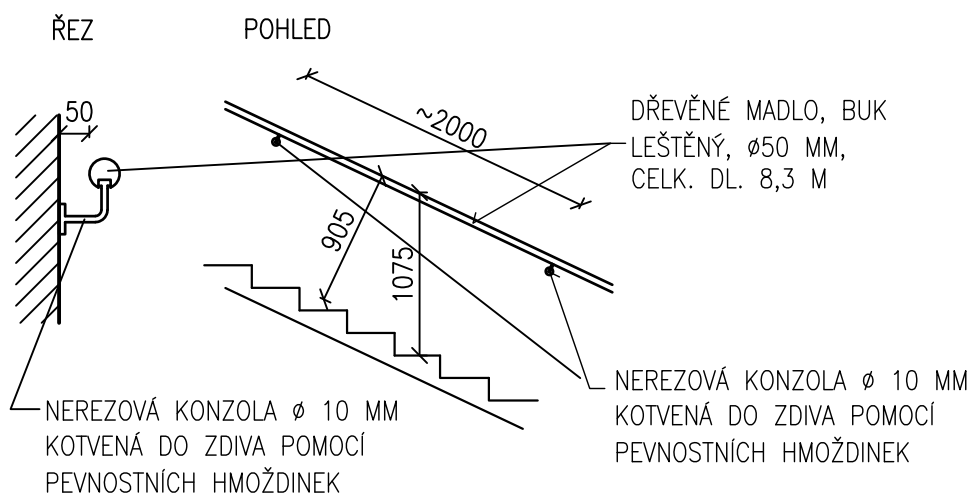 ŘEZ
POHLED
50
~2000
DŘEVĚNÉ MADLO, BUK
LEŠTĚNÝ, Ø50 MM,
CELK. DL. 8,3 M
905
1075
NEREZOVÁ KONZOLA Ø 10 MM
KOTVENÁ DO ZDIVA POMOCÍ
PEVNOSTNÍCH HMOŽDINEK
NEREZOVÁ KONZOLA Ø 10 MM
KOTVENÁ DO ZDIVA POMOCÍ
PEVNOSTNÍCH HMOŽDINEK